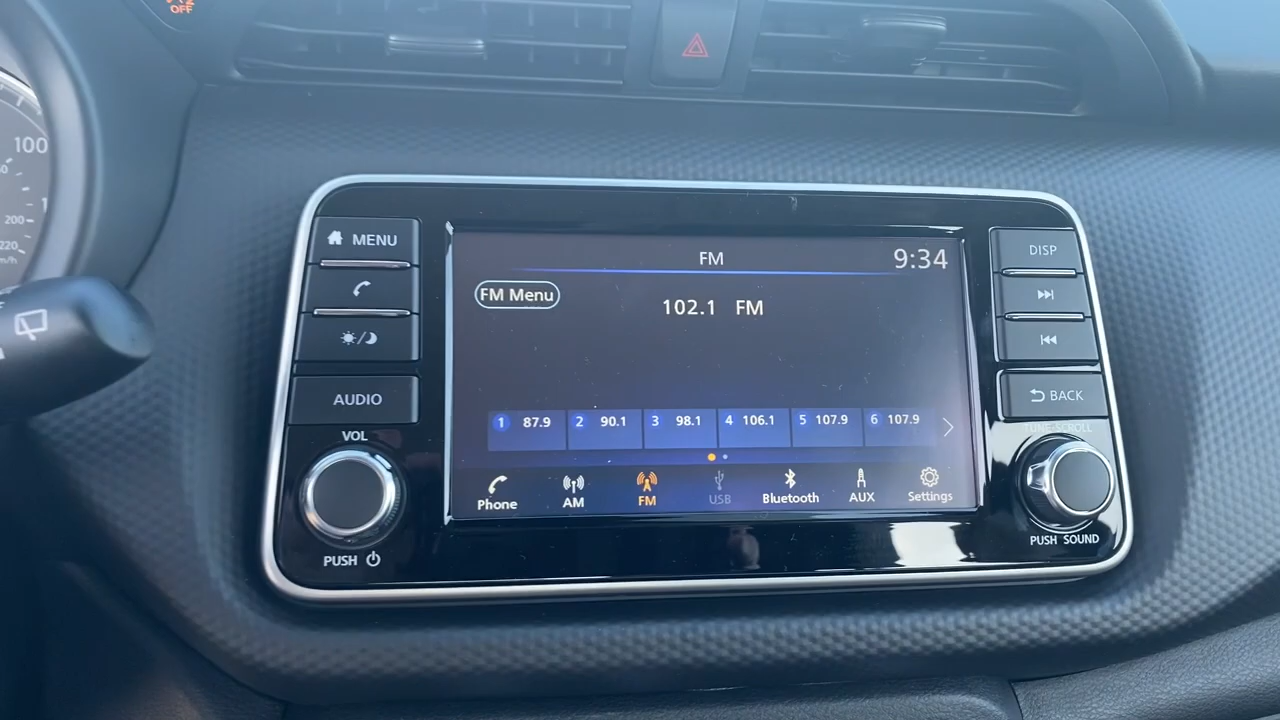 OFF
100
200
220
MENU
AUDIO
VOL
PUSH
FM
9:34
FM Menu
102.1 FM
1 87.9 2 90.1 3 98.1 4 106.1 5 107.9 6 107.9
Phone AM FM USB Bluetooth AUX Settings
DISP
BACK
TUNE·SCROLL
PUSH SOUND